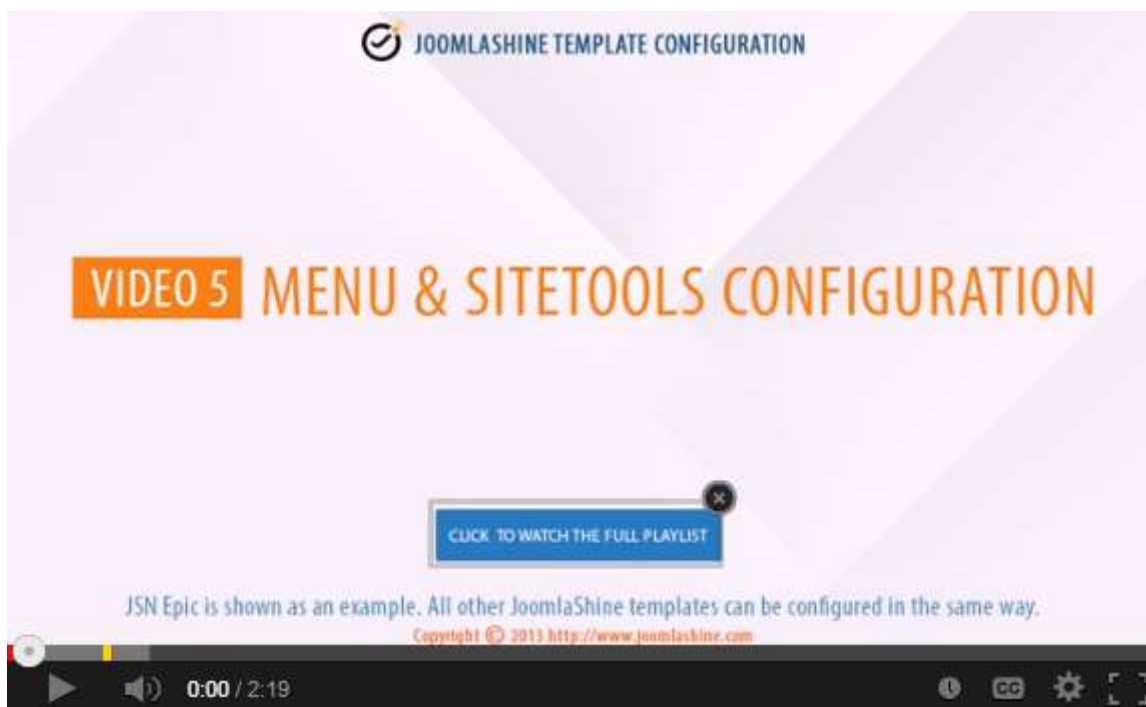 JOOMLASHINE TEMPLATE CONFIGURATION
VIDEO 5 MENU & SITETOOLS CONFIGURATION
CLICK TO WATCH THE FULL PLAYLIST
JSN Epic is shown as an example. All other JoomlaShine templates can be configured in the same way.
Copyright © 2013 http://www.joomlashine.com
0:00 / 2:19
CC